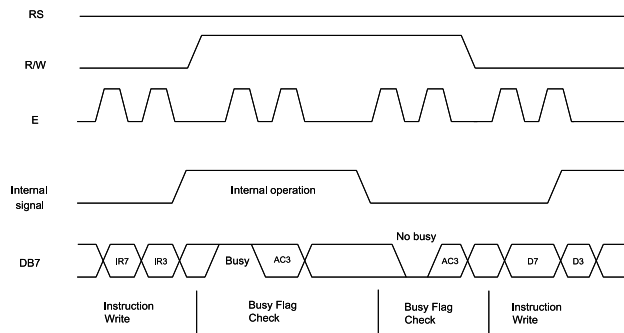 RS
R/W
E
Internal
signal
Internal operation
No busy
DB7
IR7
IR3
Busy
AC3
AC3
D7
D3
Instruction
Write
Busy Flag
Check
Busy Flag
Check
Instruction
Write